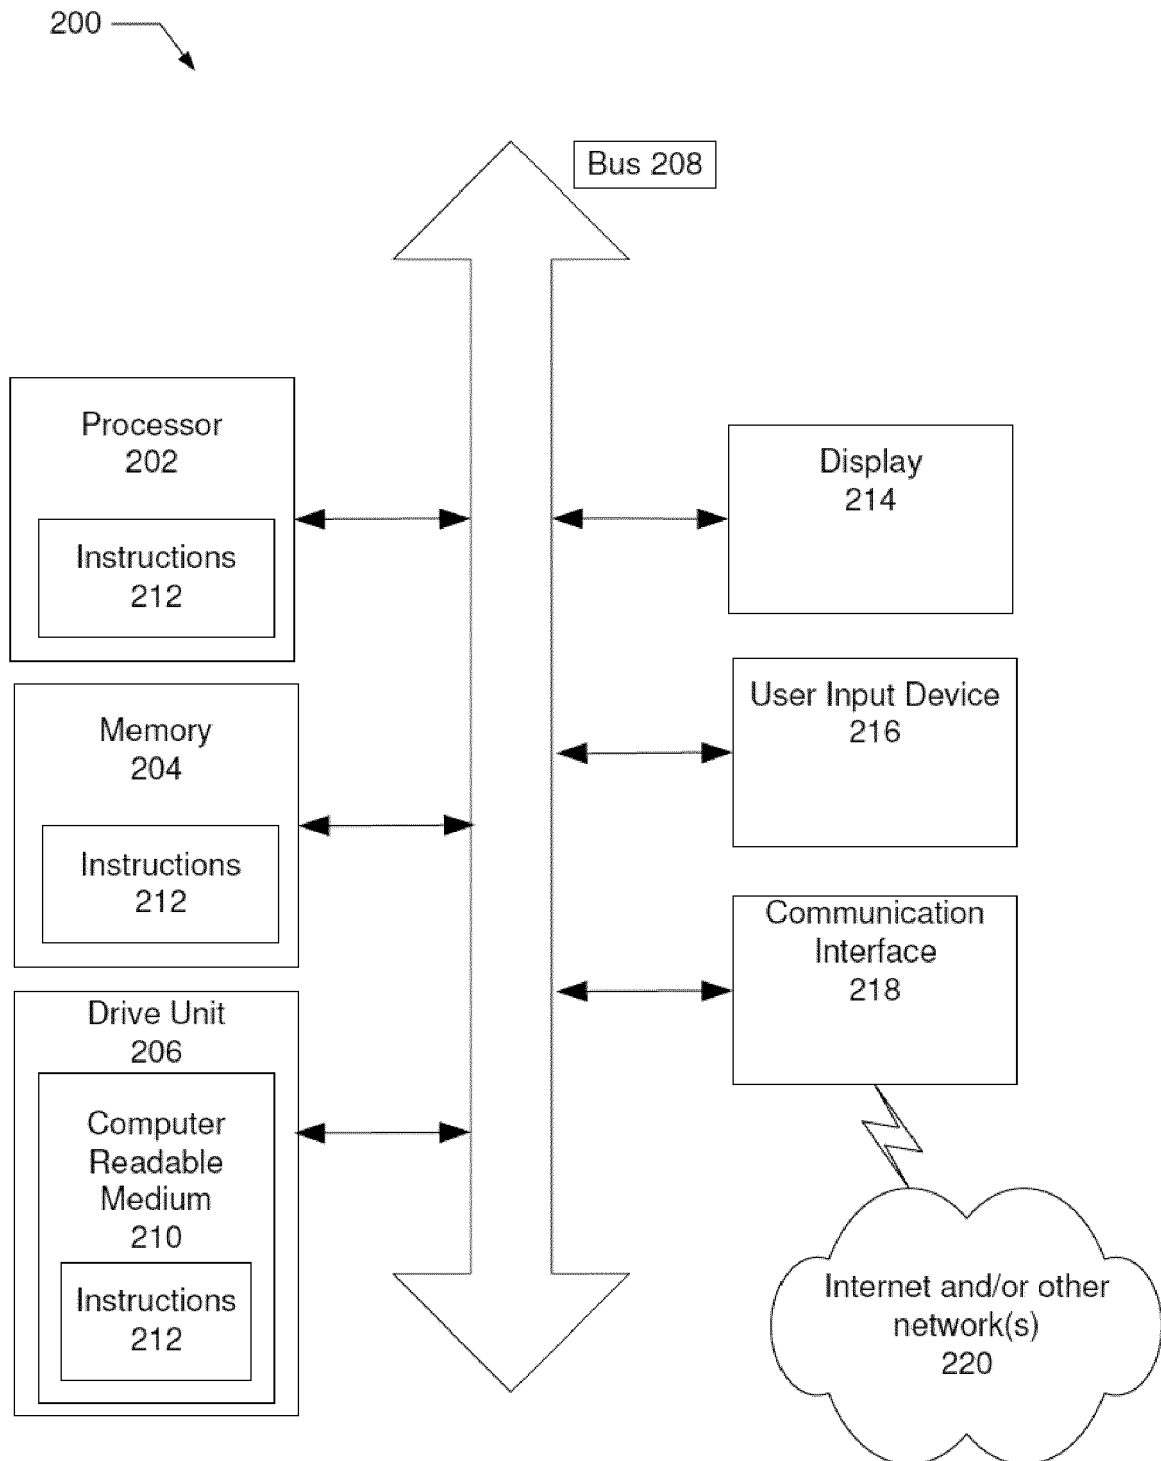 200
Bus 208
Processor
202
Instructions
212
Memory
204
Instructions
212
Drive Unit
206
Computer
Readable
Medium
210
Instructions
212
Display
214
User Input Device
216
Communication
Interface
218
Internet and/or other
network(s)
220